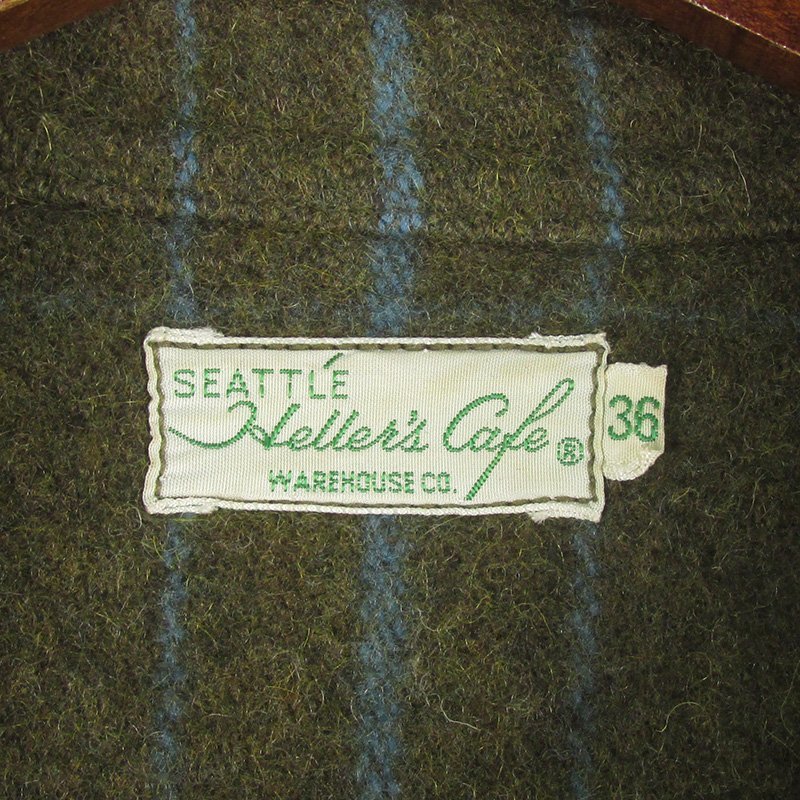 SEATTLE
Heller's Cafe ®
WAREHOUSE CO.
36